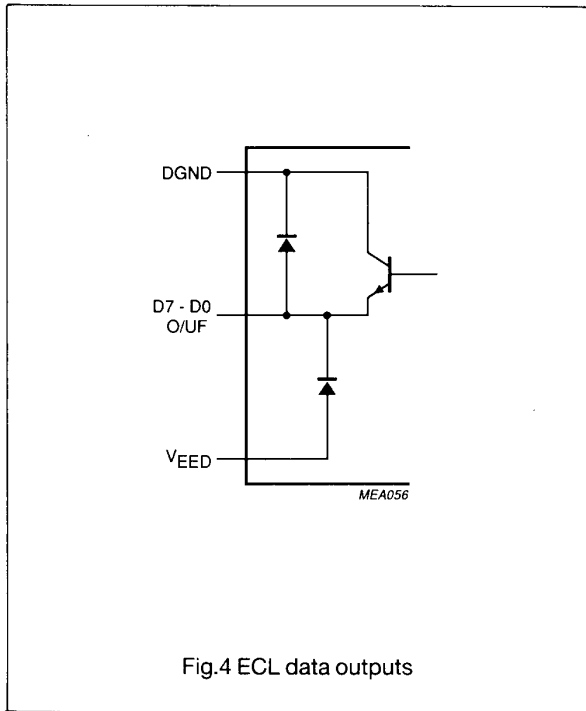 DGND
D7 - D0
O/UF
VEED
MEA056
Fig.4 ECL data outputs